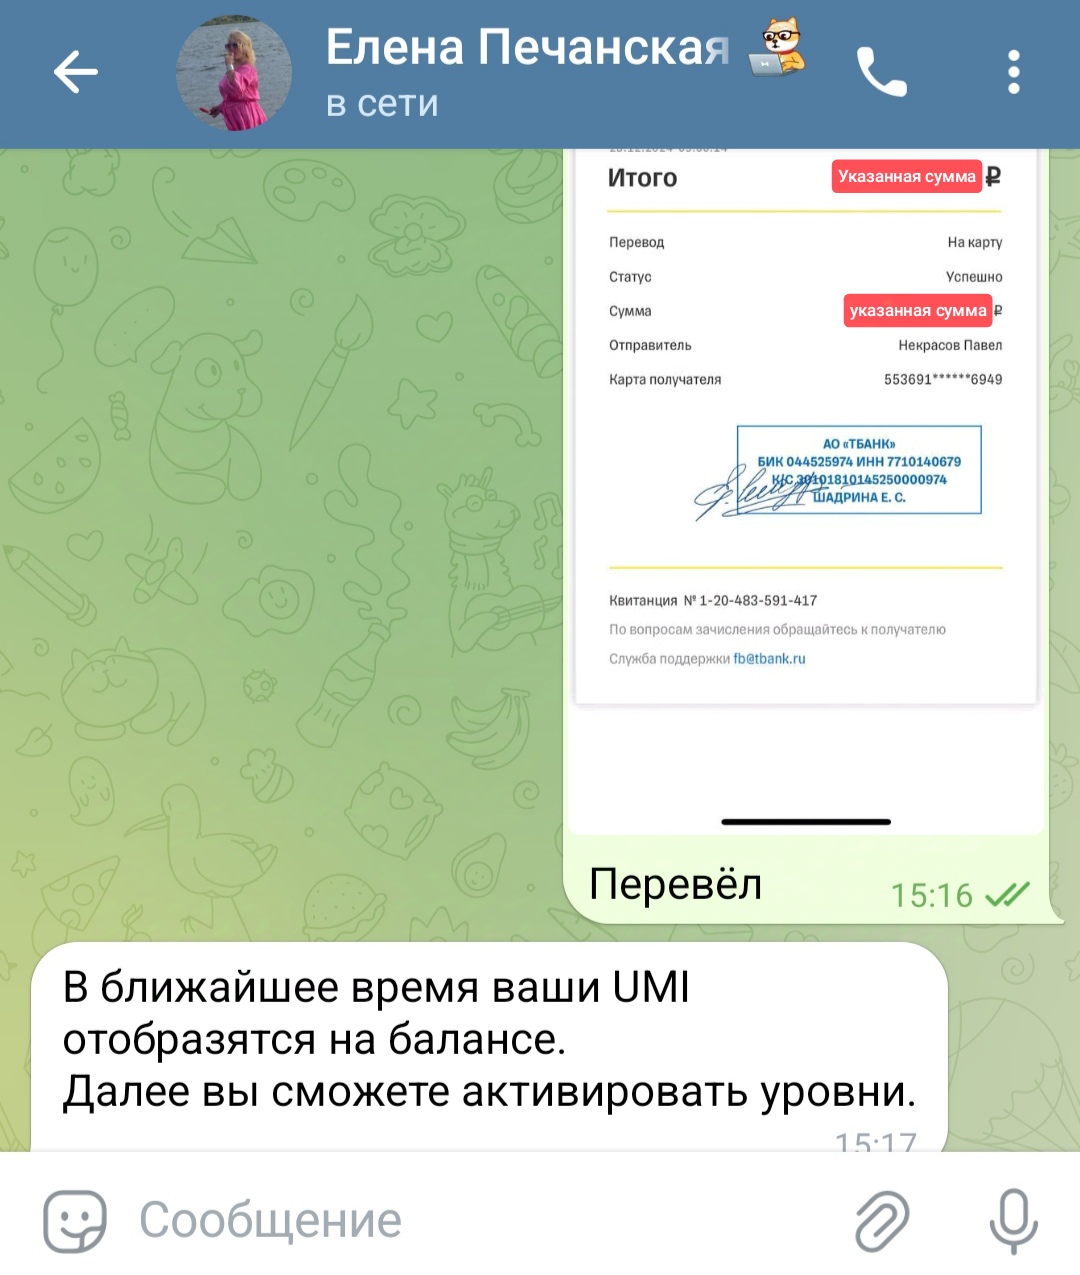 Елена Печанская
в сети
Итого Указанная сумма ₽
Перевод На карту
Статус Успешно
Сумма указанная сумма ₽
Отправитель Некрасов Павел
Карта получателя 553691******6949
АО «ТБАНК»
БИК 044525974 ИНН 7710140679
К/С 30101810145250000974
ШАДРИНА Е. С.
Квитанция № 1-20-483-591-417
По вопросам зачисления обращайтесь к получателю
Служба поддержки fb@tbank.ru
Перевёл
15:16
В ближайшее время ваши UMI
отобразятся на балансе.
Далее вы сможете активировать уровни.
15:17
Сообщение